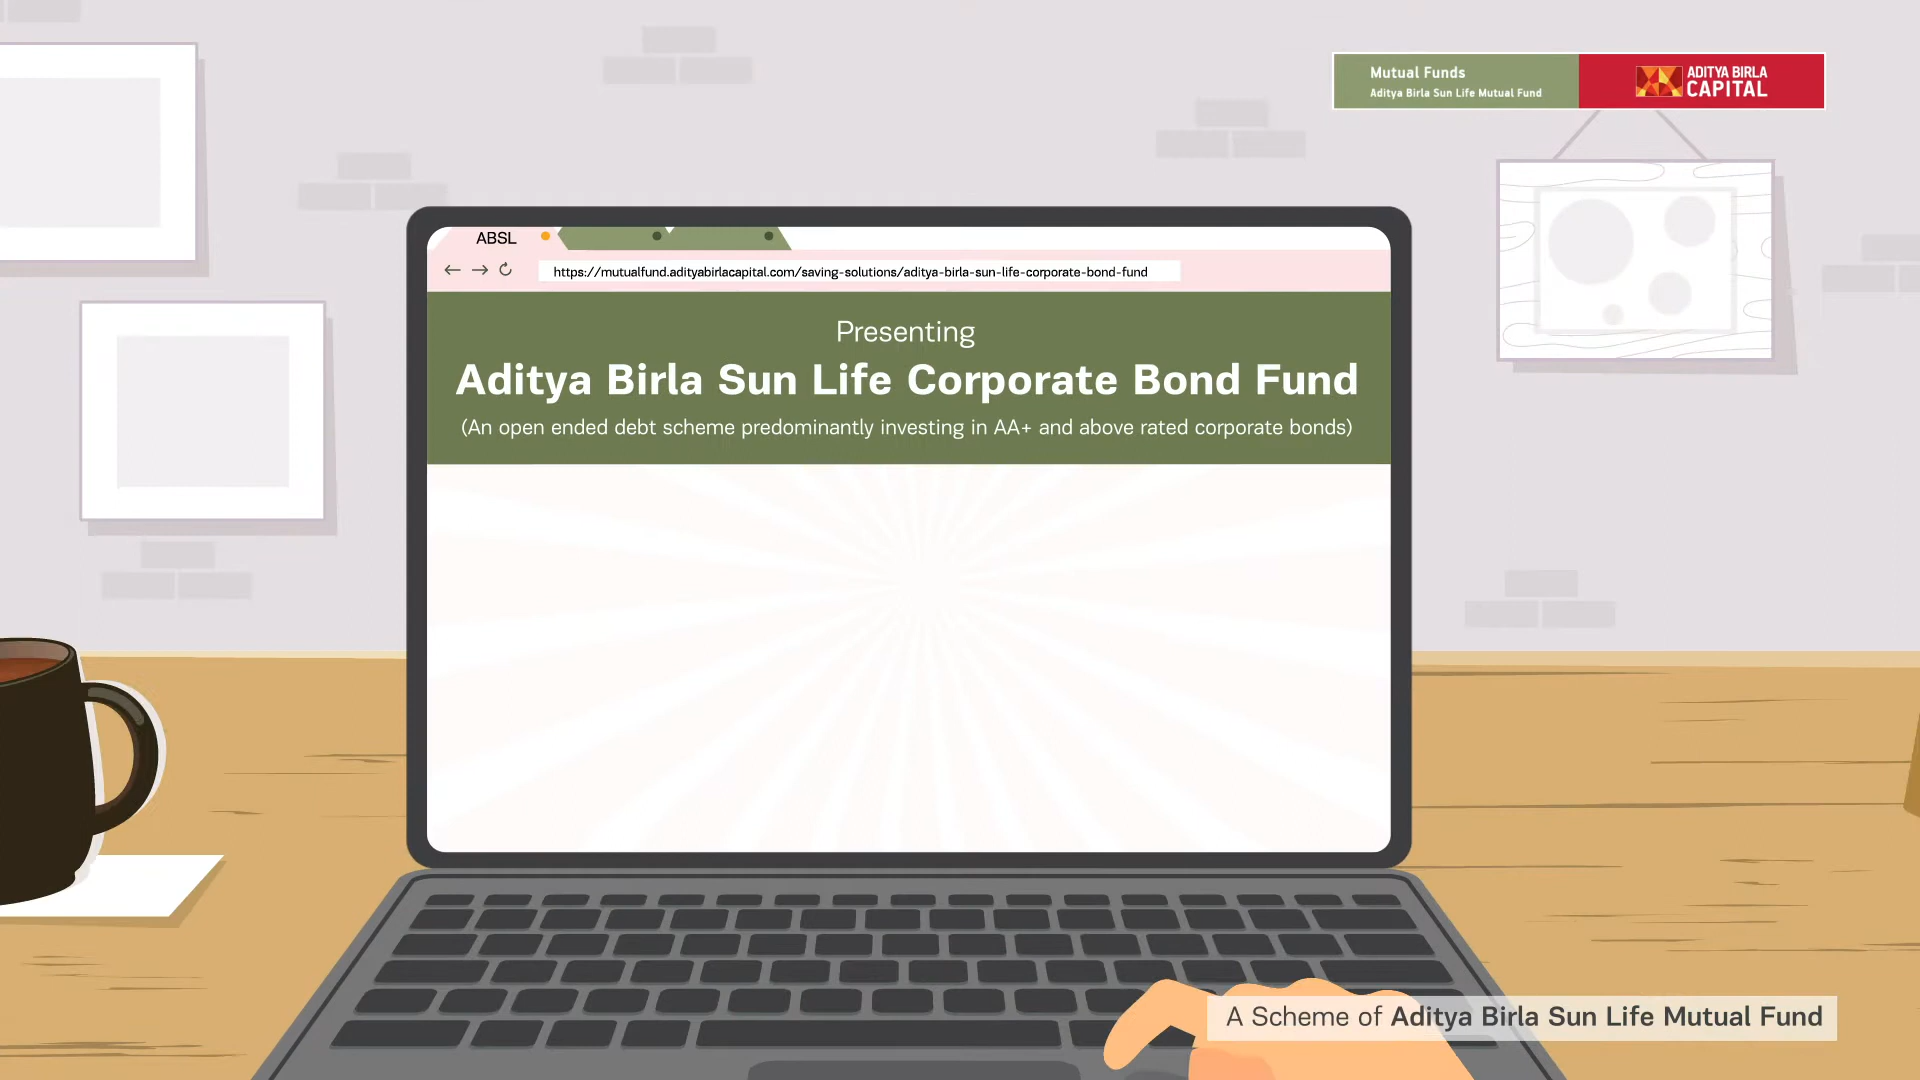 Mutual Funds
Aditya Birla Sun Life Mutual Fund
ADITYA BIRLA
CAPITAL
ABSL
https://mutualfund.adityabirlacapital.com/saving-solutions/aditya-birla-sun-life-corporate-bond-fund
Presenting
Aditya Birla Sun Life Corporate Bond Fund
(An open ended debt scheme predominantly investing in AA+ and above rated corporate bonds)
A Scheme of Aditya Birla Sun Life Mutual Fund